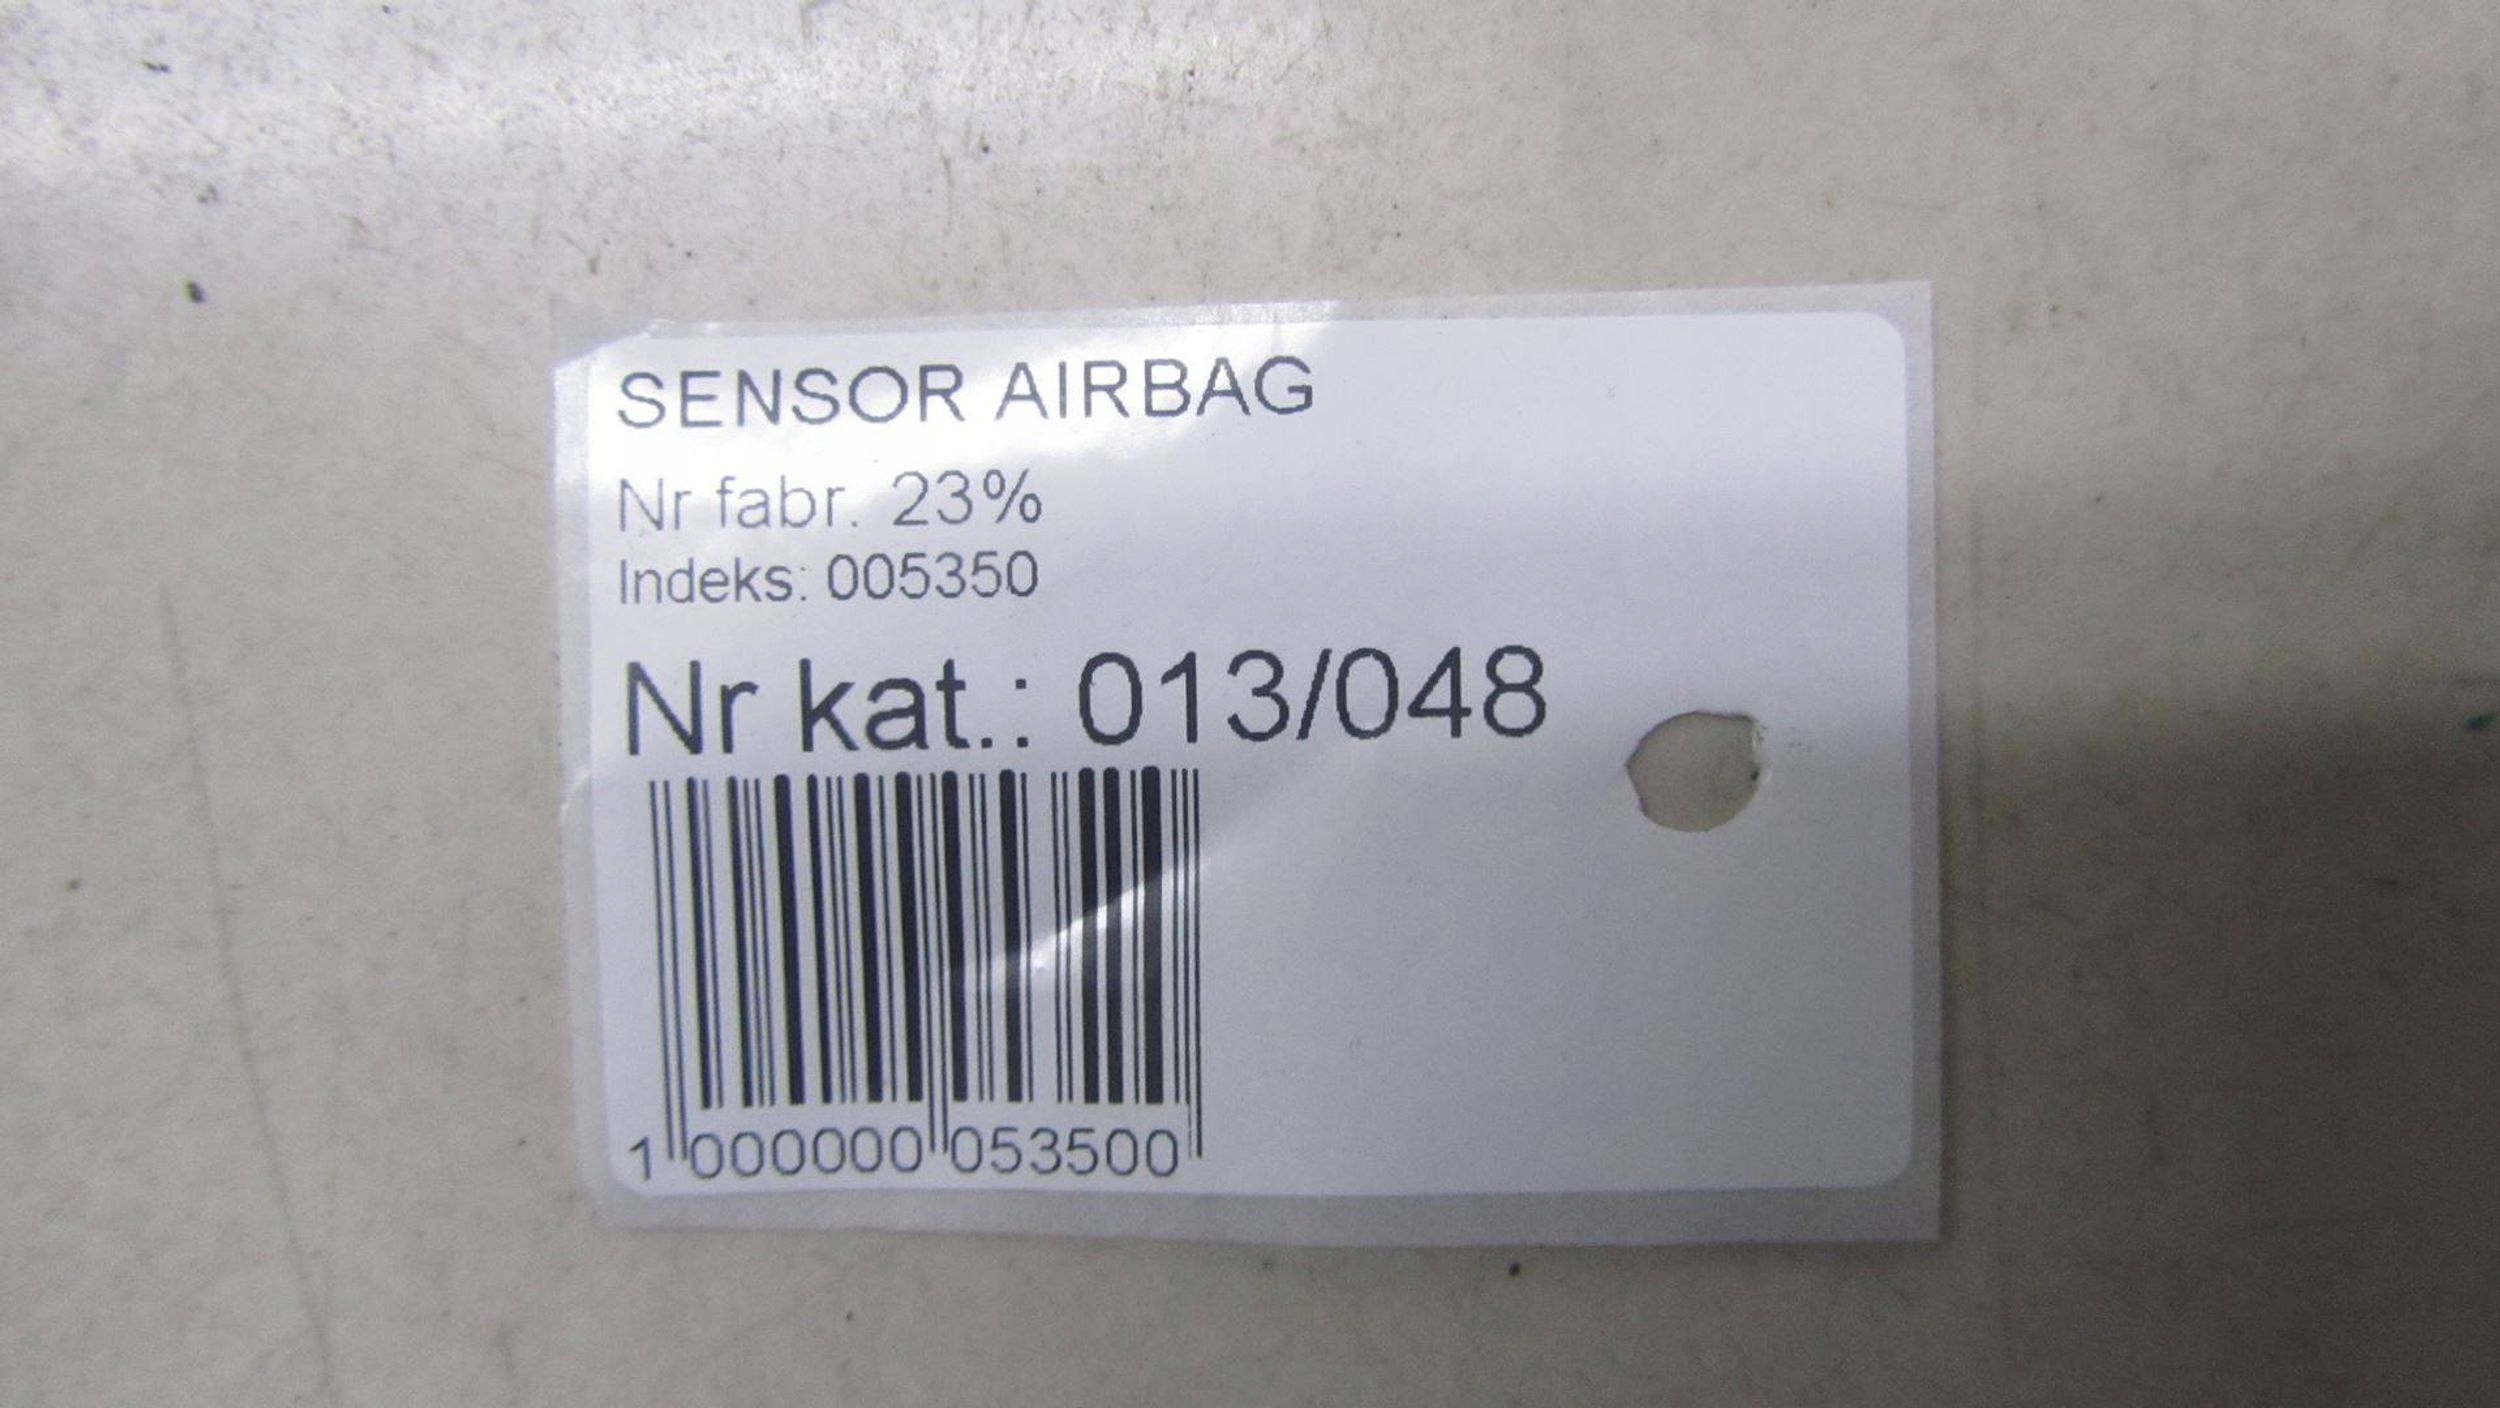 SENSOR AIRBAG
Nr fabr. 23%
Indeks: 005350
Nr kat.: 013/048
1 000000 053500